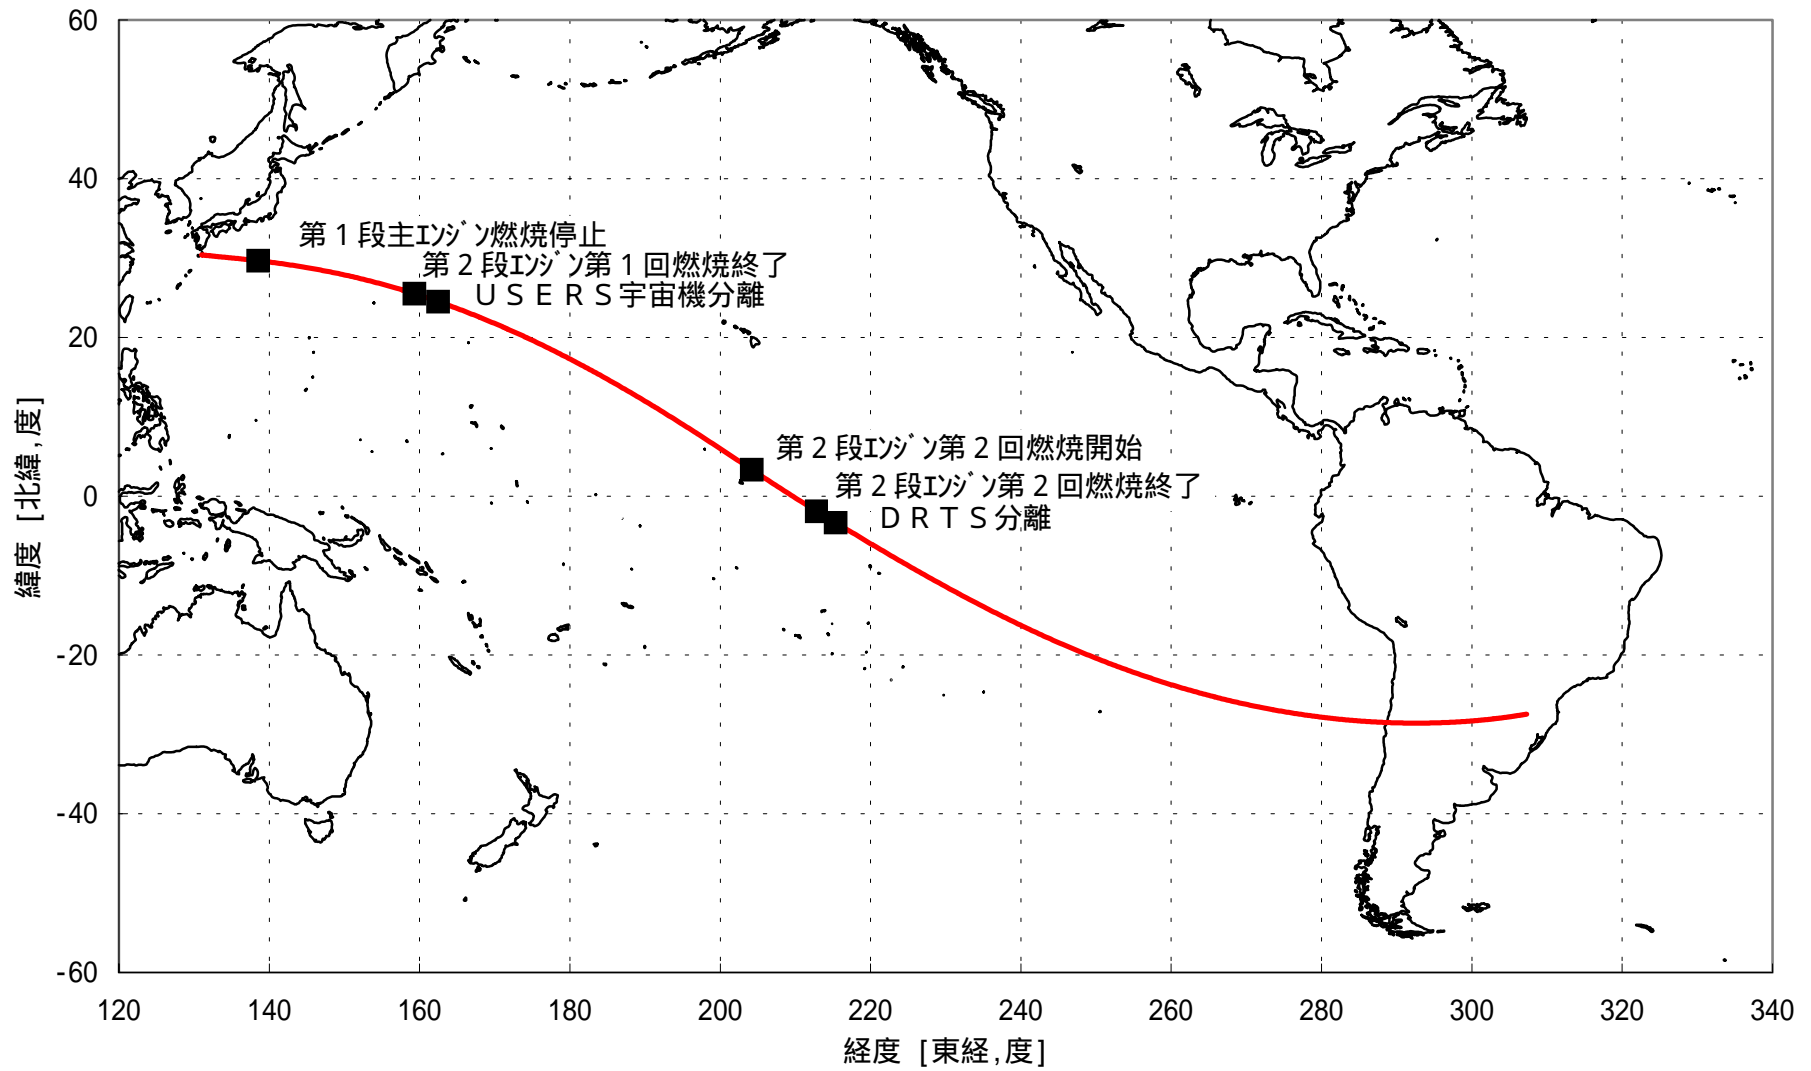 60
40
20
0
-20
-40
-60
緯度 [北緯,度]
第1段主ｴﾝｼﾞﾝ燃焼停止
第2段ｴﾝｼﾞﾝ第1回燃焼終了
ＵＳＥＲＳ宇宙機分離
第2段ｴﾝｼﾞﾝ第2回燃焼開始
第2段ｴﾝｼﾞﾝ第2回燃焼終了
ＤＲＴＳ分離
120 140 160 180 200 220 240 260 280 300 320 340
経度 [東経,度]